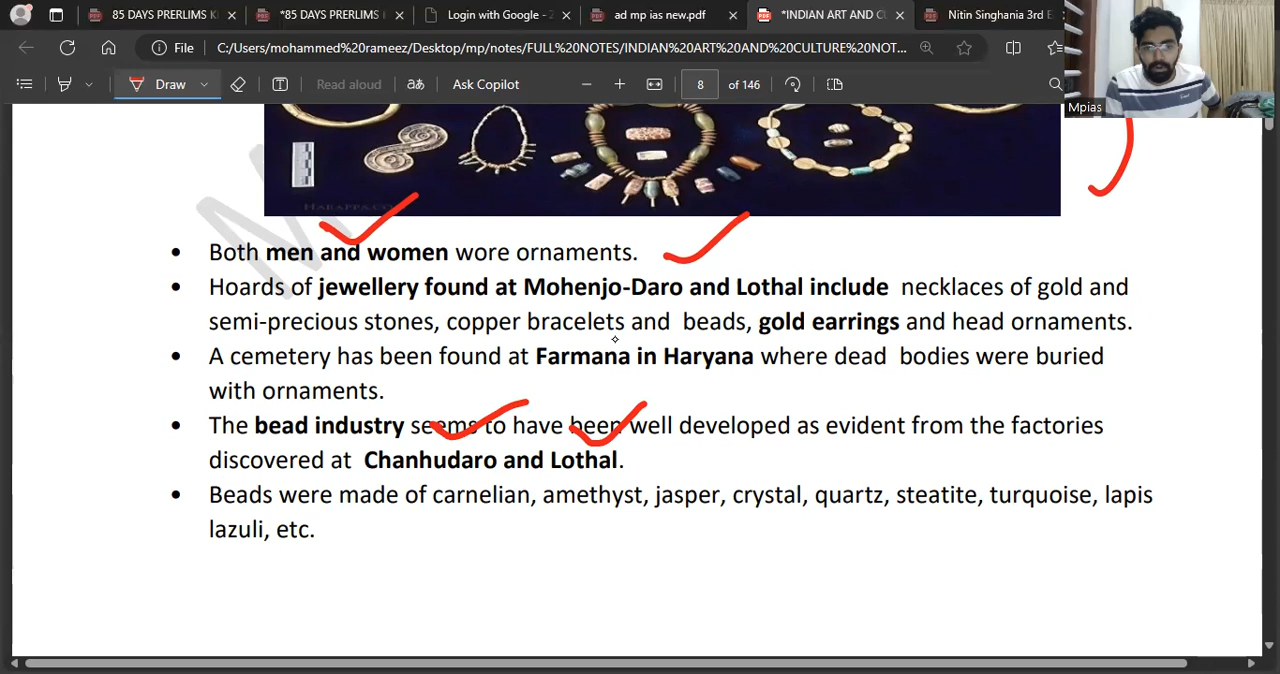 85 DAYS PRERLIMS K
*85 DAYS PRERLIMS
Login with Google - 2
ad mp ias new.pdf
*INDIAN ART AND CU
Nitin Singhania 3rd E
File
C:/Users/mohammed%20rameez/Desktop/mp/notes/FULL%20NOTES/INDIAN%20ART%20AND%20CULTURE%20NOT...
Draw
Read aloud
aあ
Ask Copilot
8 of 146
Mpias
HARAPPA.CO
Both men and women wore ornaments.
Hoards of jewellery found at Mohenjo-Daro and Lothal include necklaces of gold and
semi-precious stones, copper bracelets and beads, gold earrings and head ornaments.
A cemetery has been found at Farmana in Haryana where dead bodies were buried
with ornaments.
The bead industry seems to have been well developed as evident from the factories
discovered at Chanhudaro and Lothal.
Beads were made of carnelian, amethyst, jasper, crystal, quartz, steatite, turquoise, lapis
lazuli, etc.